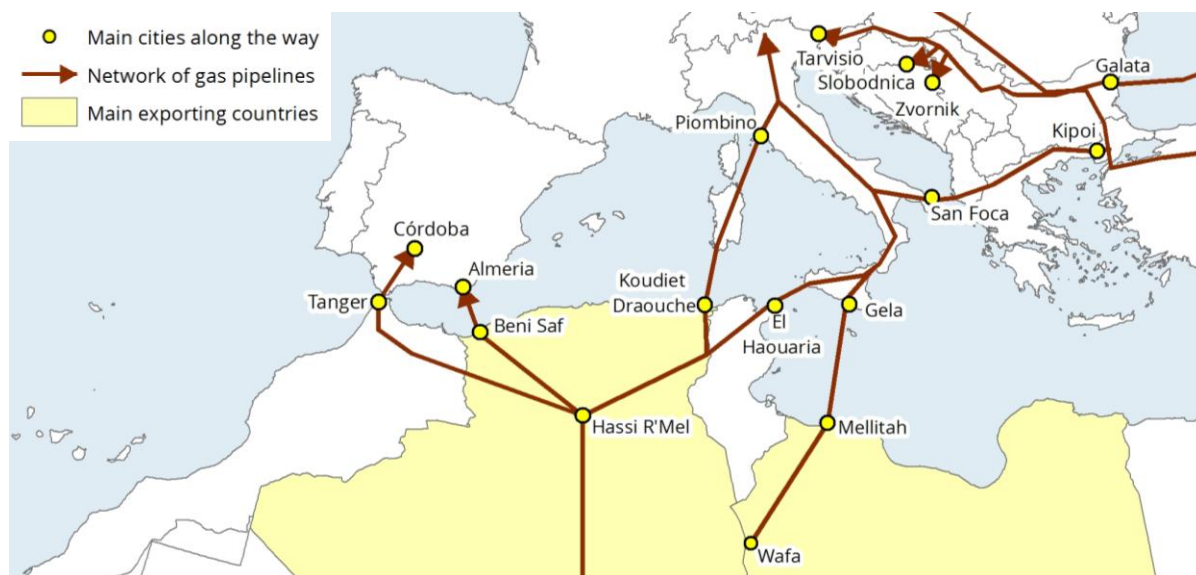 Main cities along the way
Network of gas pipelines
Main exporting countries
Tarvisio
Slobodnica
Zvornik
Galata
Piombino
Kipoi
San Foca
Córdoba
Almeria
Tanger
Beni Saf
Koudiet
Draouche
El
Haouaria
Gela
Hassi R'Mel
Mellitah
Wafa